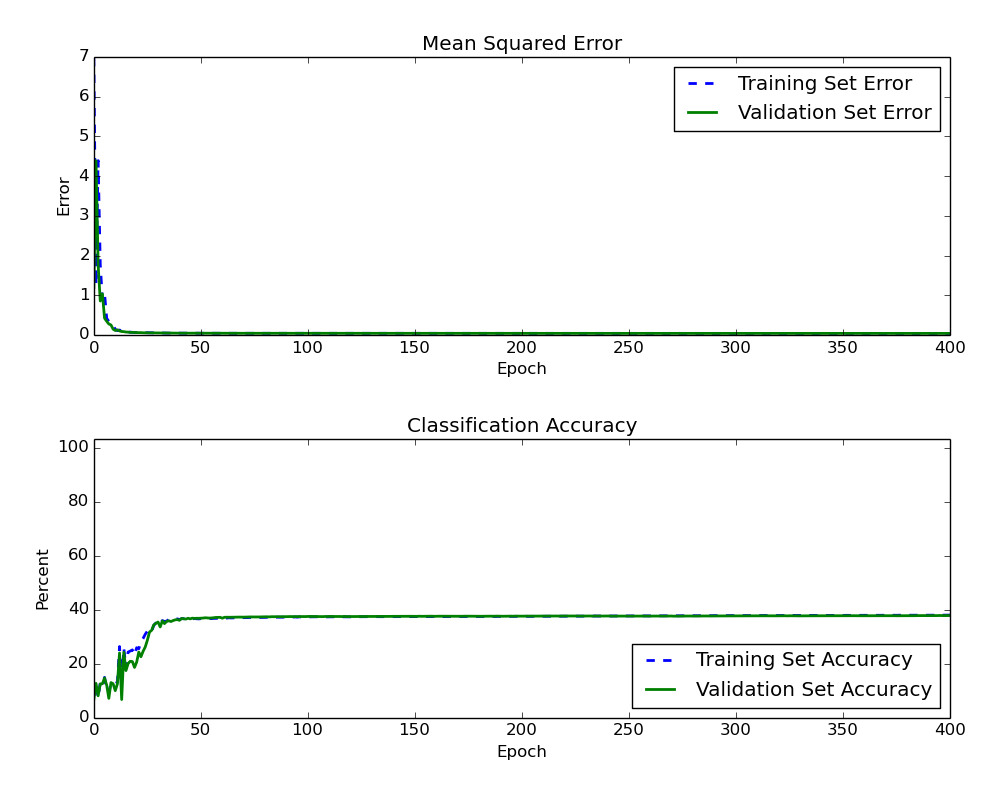 Mean Squared Error
7
6
5
4
3
2
1
0
Error
Training Set Error
Validation Set Error
0 50 100 150 200 250 300 350 400
Epoch
Classification Accuracy
100
80
60
40
20
0
Percent
Training Set Accuracy
Validation Set Accuracy
0 50 100 150 200 250 300 350 400
Epoch